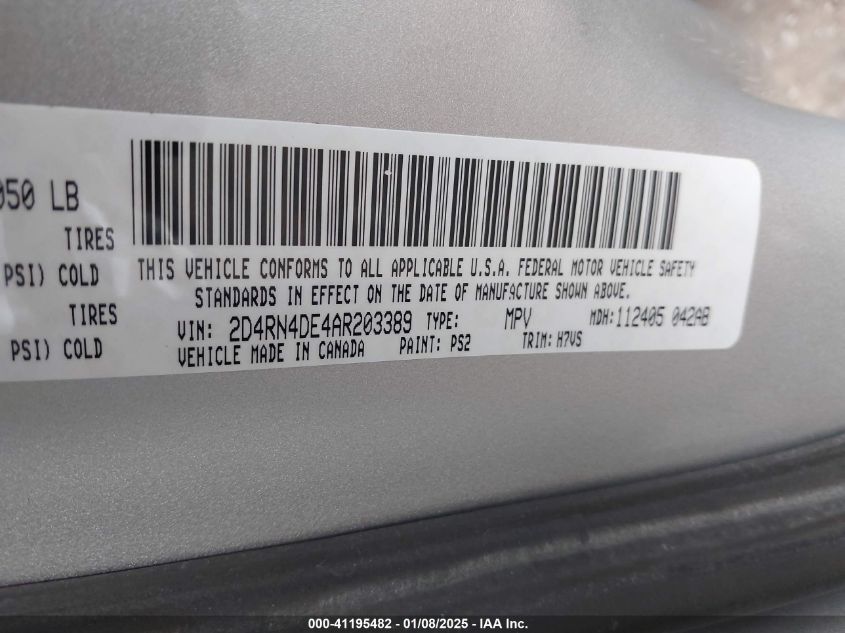 050 LB
TIRES
PSI) COLD
TIRES
PSI) COLD
THIS VEHICLE CONFORMS TO ALL APPLICABLE U.S.A. FEDERAL MOTOR VEHICLE SAFETY
STANDARDS IN EFFECT ON THE DATE OF MANUFACTURE SHOWN ABOVE.
VIN: 2D4RN4DE4AR203389 TYPE: MPV MDH:112405 042AB
VEHICLE MADE IN CANADA PAINT: PS2 TRIM: H7VS
000-41195482 - 01/08/2025 - IAA Inc.